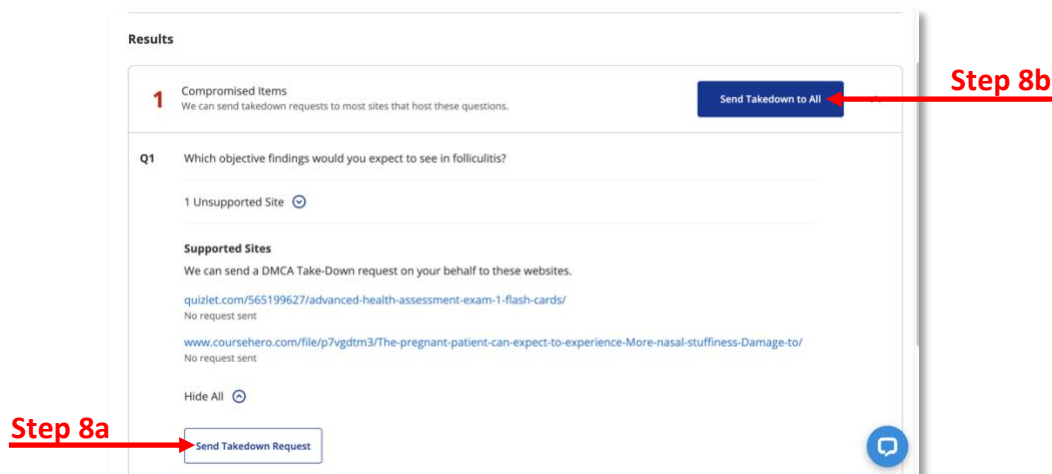 Results
1
Compromised Items
We can send takedown requests to most sites that host these questions.
Send Takedown to All
Step 8b
Q1
Which objective findings would you expect to see in folliculitis?
1 Unsupported Site
Supported Sites
We can send a DMCA Take-Down request on your behalf to these websites.
quizlet.com/565199627/advanced-health-assessment-exam-1-flash-cards/
No request sent
www.coursehero.com/file/p7vgdtm3/The-pregnant-patient-can-expect-to-experience-More-nasal-stuffiness-Damage-to/
No request sent
Hide All
Step 8a
Send Takedown Request